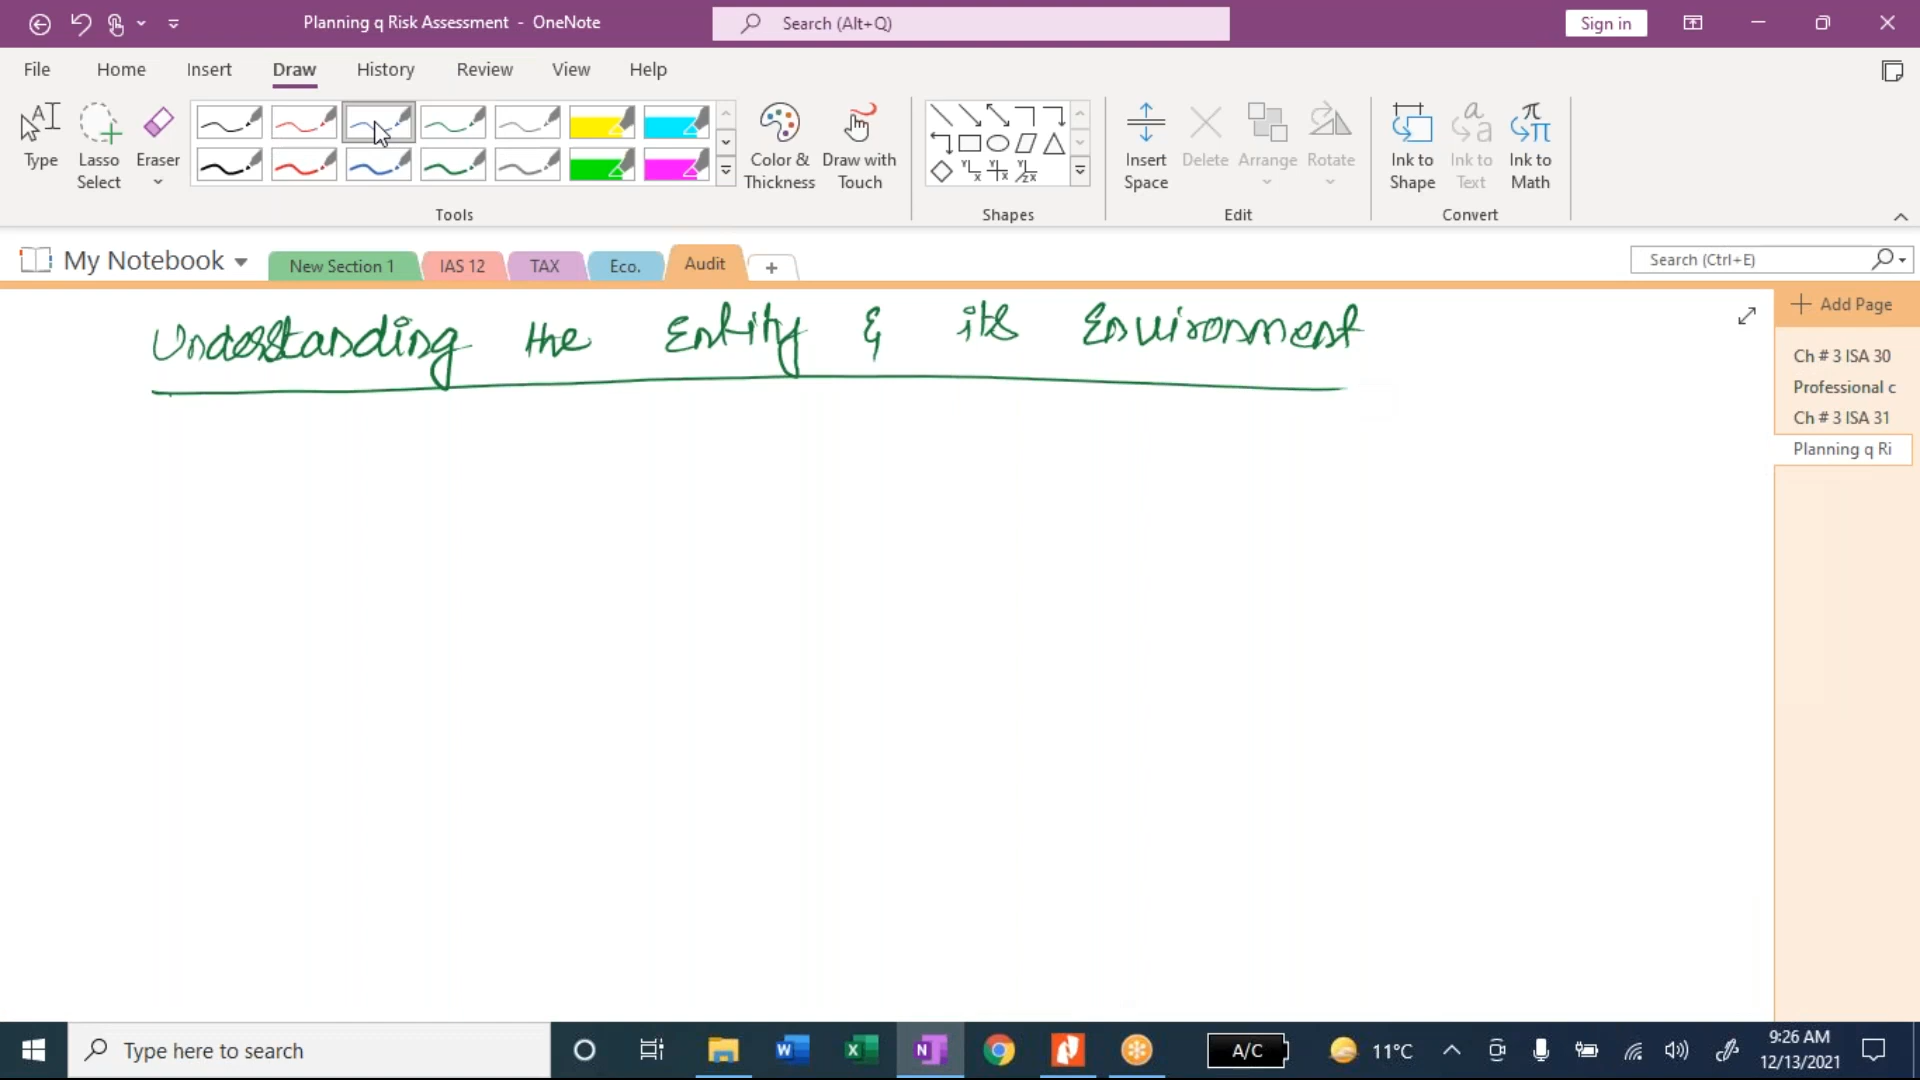 Planning q Risk Assessment - OneNote
Search (Alt+Q)
Sign in
File Home Insert Draw History Review View Help
Type
Lasso Select
Eraser
Color & Thickness
Draw with Touch
Insert Space
Delete
Arrange
Rotate
Ink to Shape
Ink to Text
Ink to Math
Tools Shapes Edit Convert
My Notebook New Section 1 IAS 12 TAX Eco. Audit
Search (Ctrl+E)
Understanding the Entity & its Environment
Add Page
Ch # 3 ISA 30
Professional c
Ch # 3 ISA 31
Planning q Ri
Type here to search
A/C
11°C
9:26 AM
12/13/2021